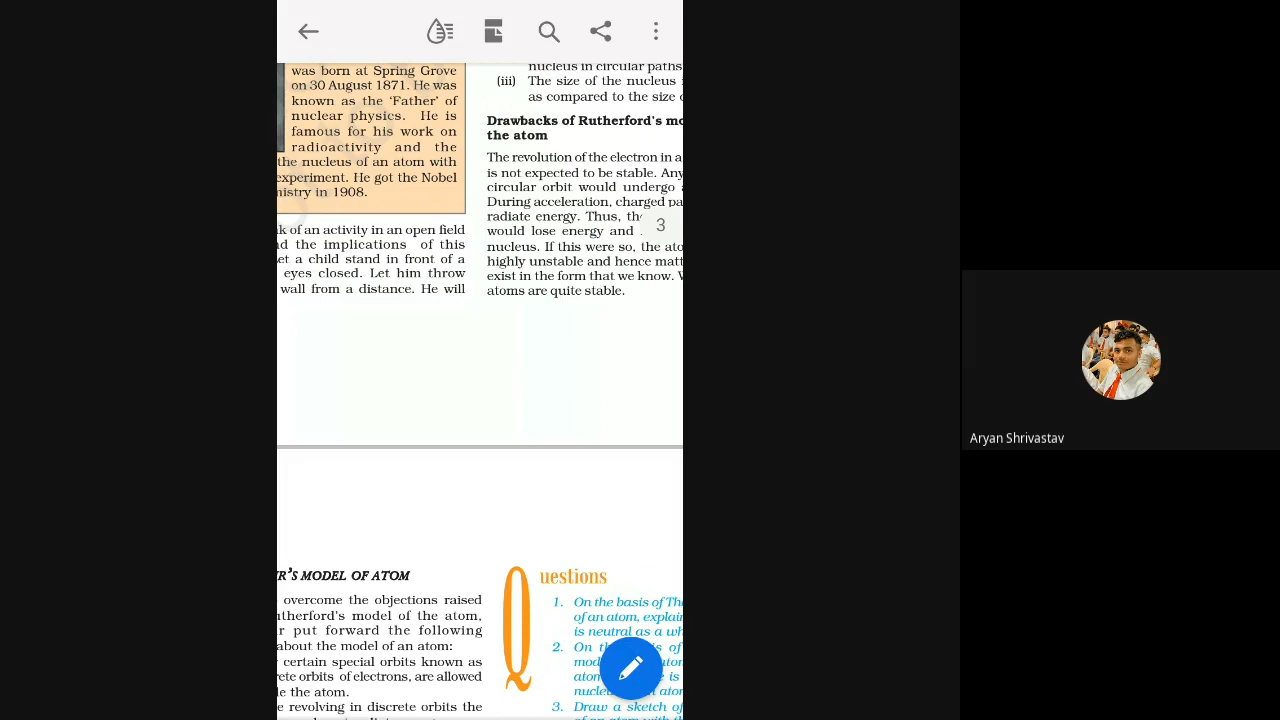 was born at Spring Grove
on 30 August 1871. He was
known as the ‘Father’ of
nuclear physics. He is
famous for his work on
radioactivity and the
the nucleus of an atom with
experiment. He got the Nobel
in 1908.
of an activity in an open field
the implications of this
a child stand in front of a
eyes closed. Let him throw
wall from a distance. He will
nucleus in circular paths
(iii) The size of the nucleus
as compared to the size
Drawbacks of Rutherford's
the atom
The revolution of the electron in a
is not expected to be stable. Any
circular orbit would undergo
During acceleration, charged
radiate energy. Thus,
would lose energy and
nucleus. If this were so, the
highly unstable and hence
exist in the form that we know.
atoms are quite stable.
3
MODEL OF ATOM
overcome the objections raised
model of the atom,
put forward the following
about the model of an atom:
certain special orbits known as
orbits of electrons, are allowed
the atom.
revolving in discrete orbits the
Questions
1. On the basis of
of an atom, explain
is neutral as a
2. On of
3. Draw a sketch of
Aryan Shrivastav